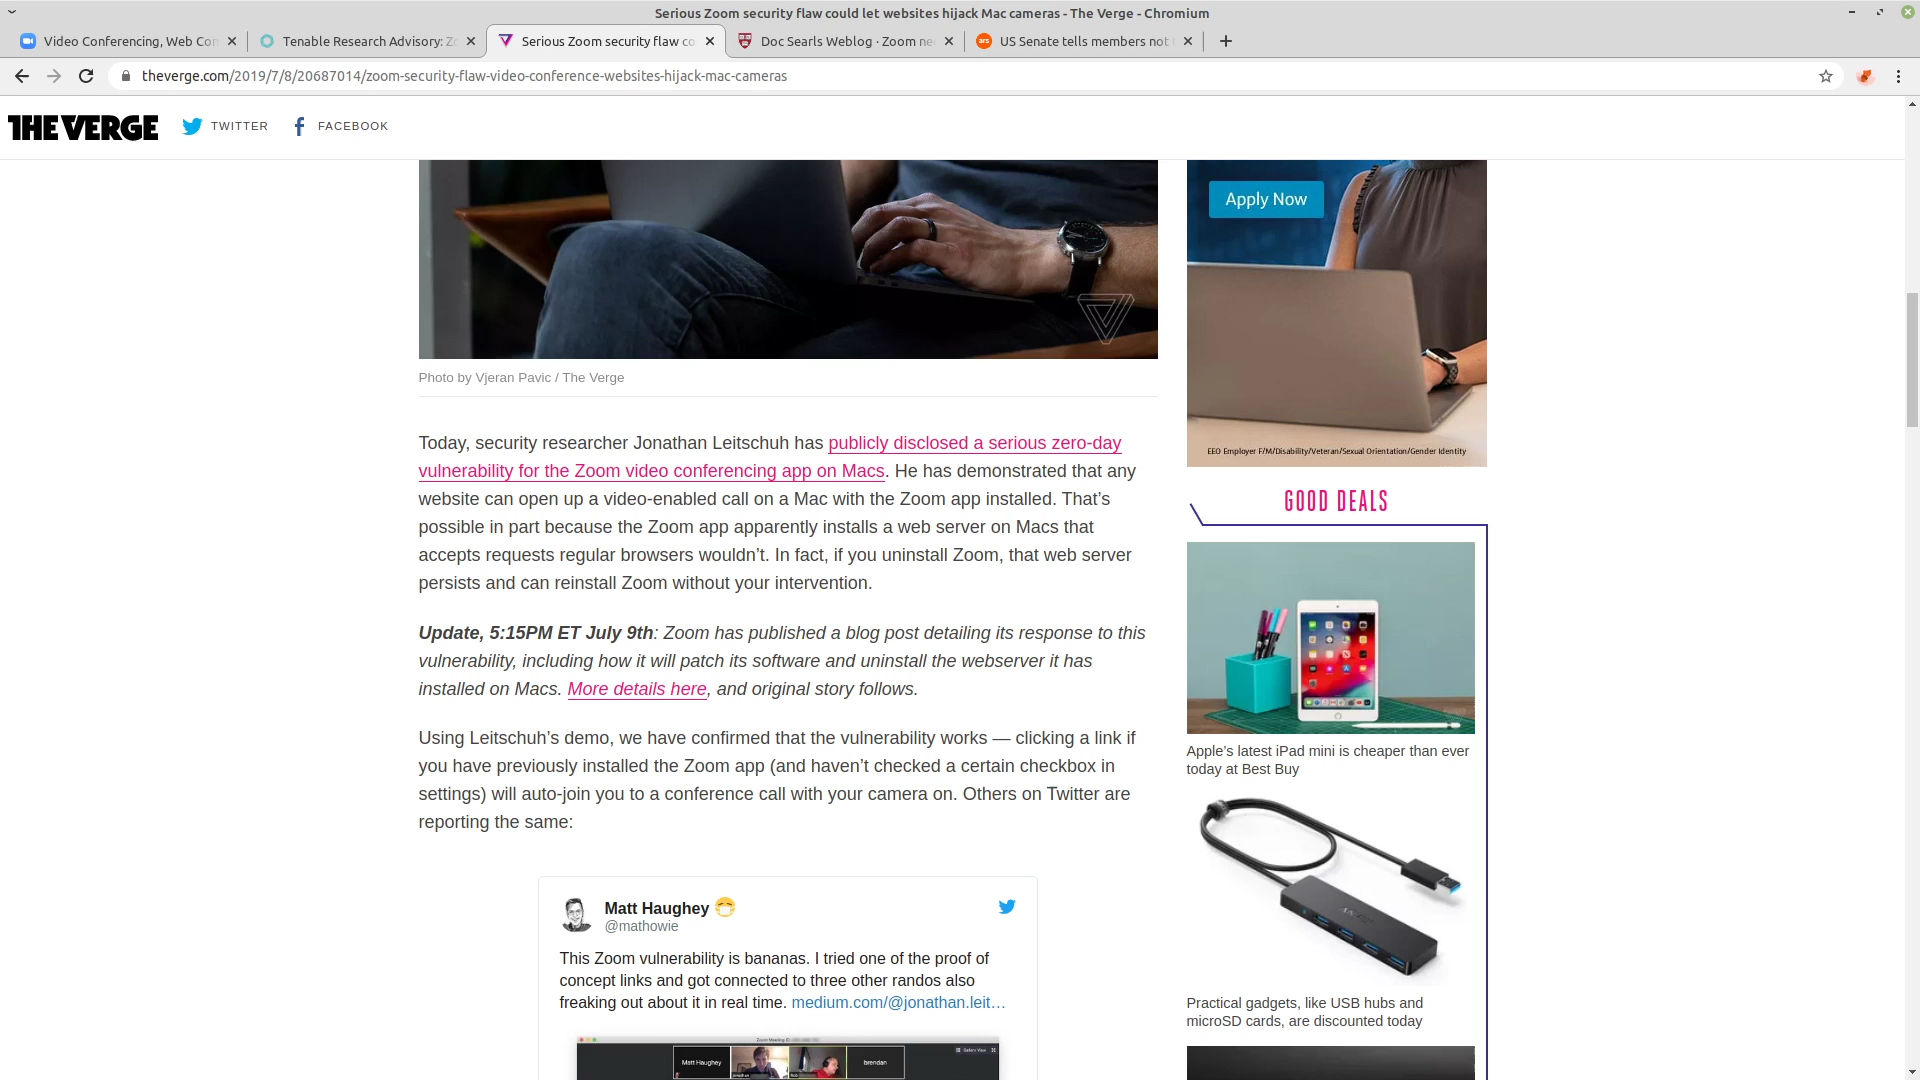 Serious Zoom security flaw could let websites hijack Mac cameras - The Verge - Chromium
Video Conferencing, Web Con
Tenable Research Advisory: Zo
Serious Zoom security flaw co
Doc Searls Weblog · Zoom ne
ars
US Senate tells members not
theverge.com/2019/7/8/20687014/zoom-security-flaw-video-conference-websites-hijack-mac-cameras
THE VERGE
TWITTER
FACEBOOK
Apply Now
EEO Employer F/M/Disability/Veteran/Sexual Orientation/Gender Identity
Photo by Vjeran Pavic / The Verge
Today, security researcher Jonathan Leitschuh has publicly disclosed a serious zero-day
vulnerability for the Zoom video conferencing app on Macs. He has demonstrated that any
website can open up a video-enabled call on a Mac with the Zoom app installed. That’s
possible in part because the Zoom app apparently installs a web server on Macs that
accepts requests regular browsers wouldn’t. In fact, if you uninstall Zoom, that web server
persists and can reinstall Zoom without your intervention.
Update, 5:15PM ET July 9th: Zoom has published a blog post detailing its response to this
vulnerability, including how it will patch its software and uninstall the webserver it has
installed on Macs. More details here, and original story follows.
Using Leitschuh’s demo, we have confirmed that the vulnerability works — clicking a link if
you have previously installed the Zoom app (and haven’t checked a certain checkbox in
settings) will auto-join you to a conference call with your camera on. Others on Twitter are
reporting the same:
Matt Haughey 😷
@mathowie
This Zoom vulnerability is bananas. I tried one of the proof of
concept links and got connected to three other randos also
freaking out about it in real time. medium.com/@jonathan.leit…
Matt Haughey
brendan
GOOD DEALS
Apple’s latest iPad mini is cheaper than ever
today at Best Buy
ANKER
Practical gadgets, like USB hubs and
microSD cards, are discounted today